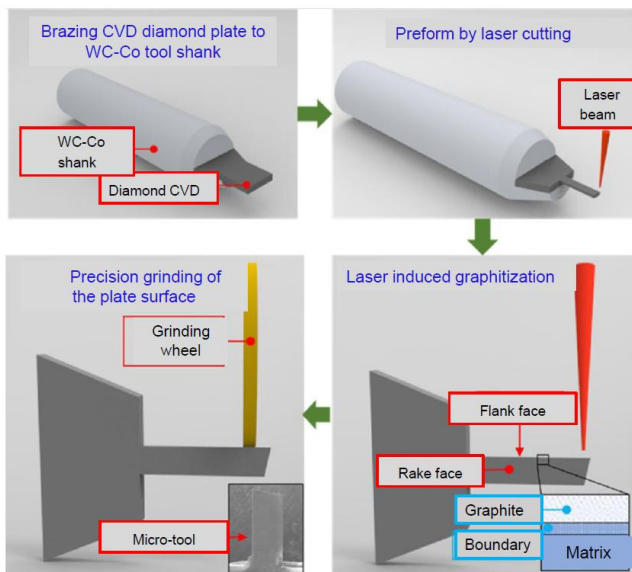 Brazing CVD diamond plate to
WC-Co tool shank
WC-Co
shank
Diamond CVD
Preform by laser cutting
Laser
beam
Precision grinding of
the plate surface
Grinding
wheel
Micro-tool
Laser induced graphitization
Flank face
Rake face
Graphite
Boundary
Matrix